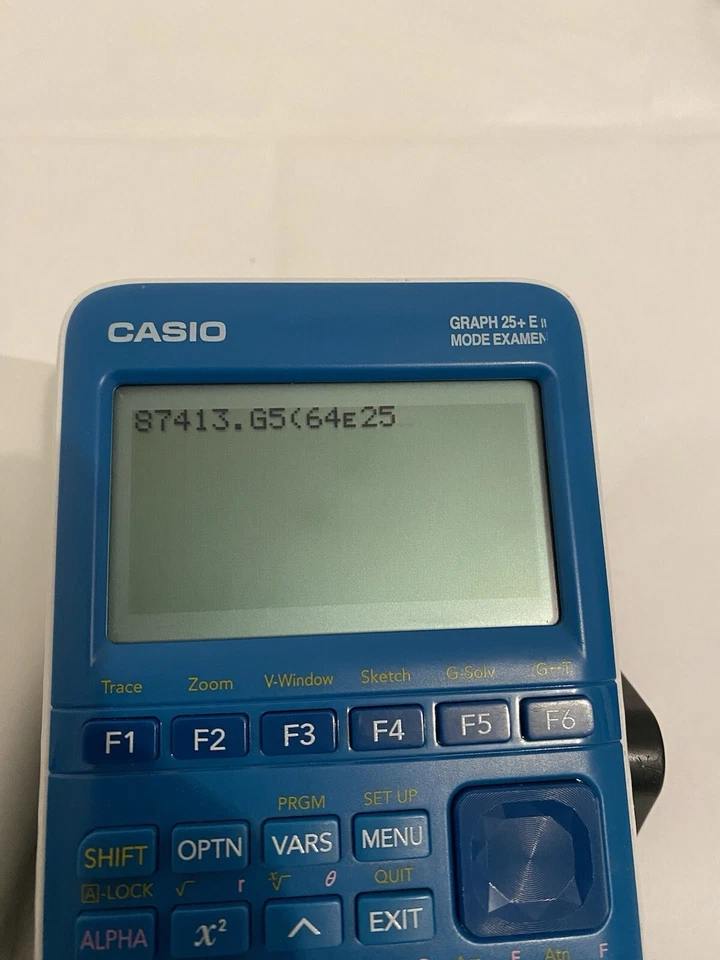 CASIO
GRAPH 25+ E II
MODE EXAMEN
87413.G5(64ᴇ25
Trace Zoom V-Window Sketch G-Solv G↔T
F1 F2 F3 F4 F5 F6
PRGM SET UP
SHIFT OPTN VARS MENU
A-LOCK √ r ˣ√ θ QUIT
ALPHA x² ^ EXIT